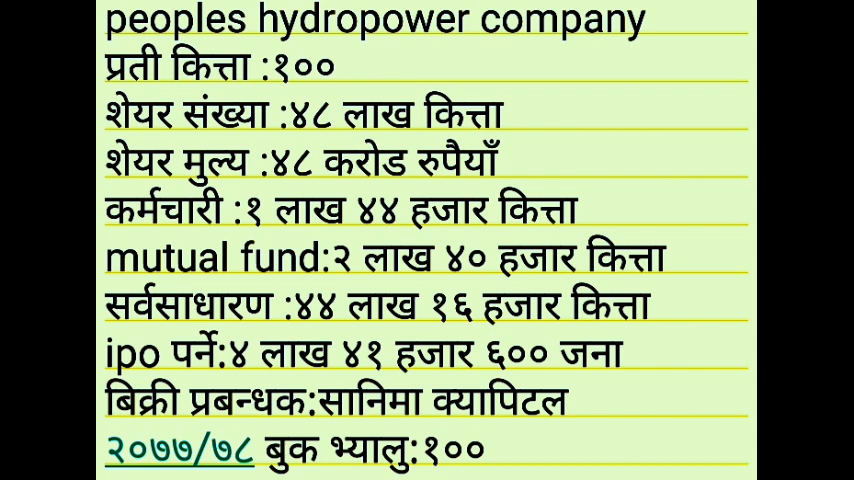 peoples hydropower company
प्रती कित्ता :१००
शेयर संख्या :४८ लाख कित्ता
शेयर मुल्य :४८ करोड रुपैयाँ
कर्मचारी :१ लाख ४४ हजार कित्ता
mutual fund:२ लाख ४० हजार कित्ता
सर्वसाधारण :४४ लाख १६ हजार कित्ता
ipo पर्ने:४ लाख ४१ हजार ६०० जना
बिक्री प्रबन्धक:सानिमा क्यापिटल
२०७७/७८ बुक भ्यालु:१००